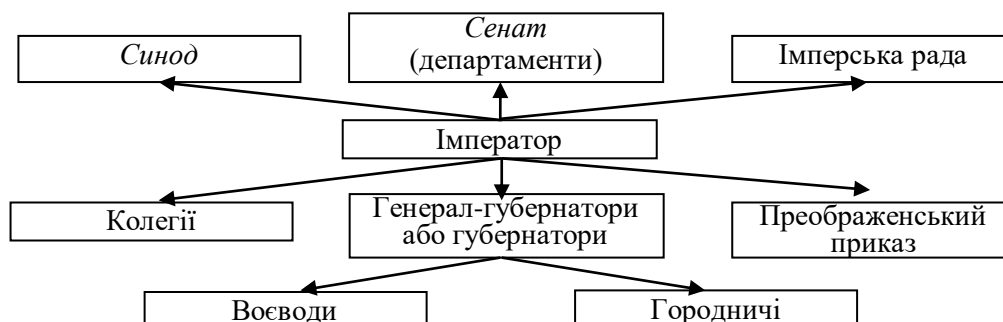 Синод
Сенат
(департаменти)
Імперська рада
Імператор
Колегії
Генерал-губернатори
або губернатори
Преображенський
приказ
Воєводи
Городничі